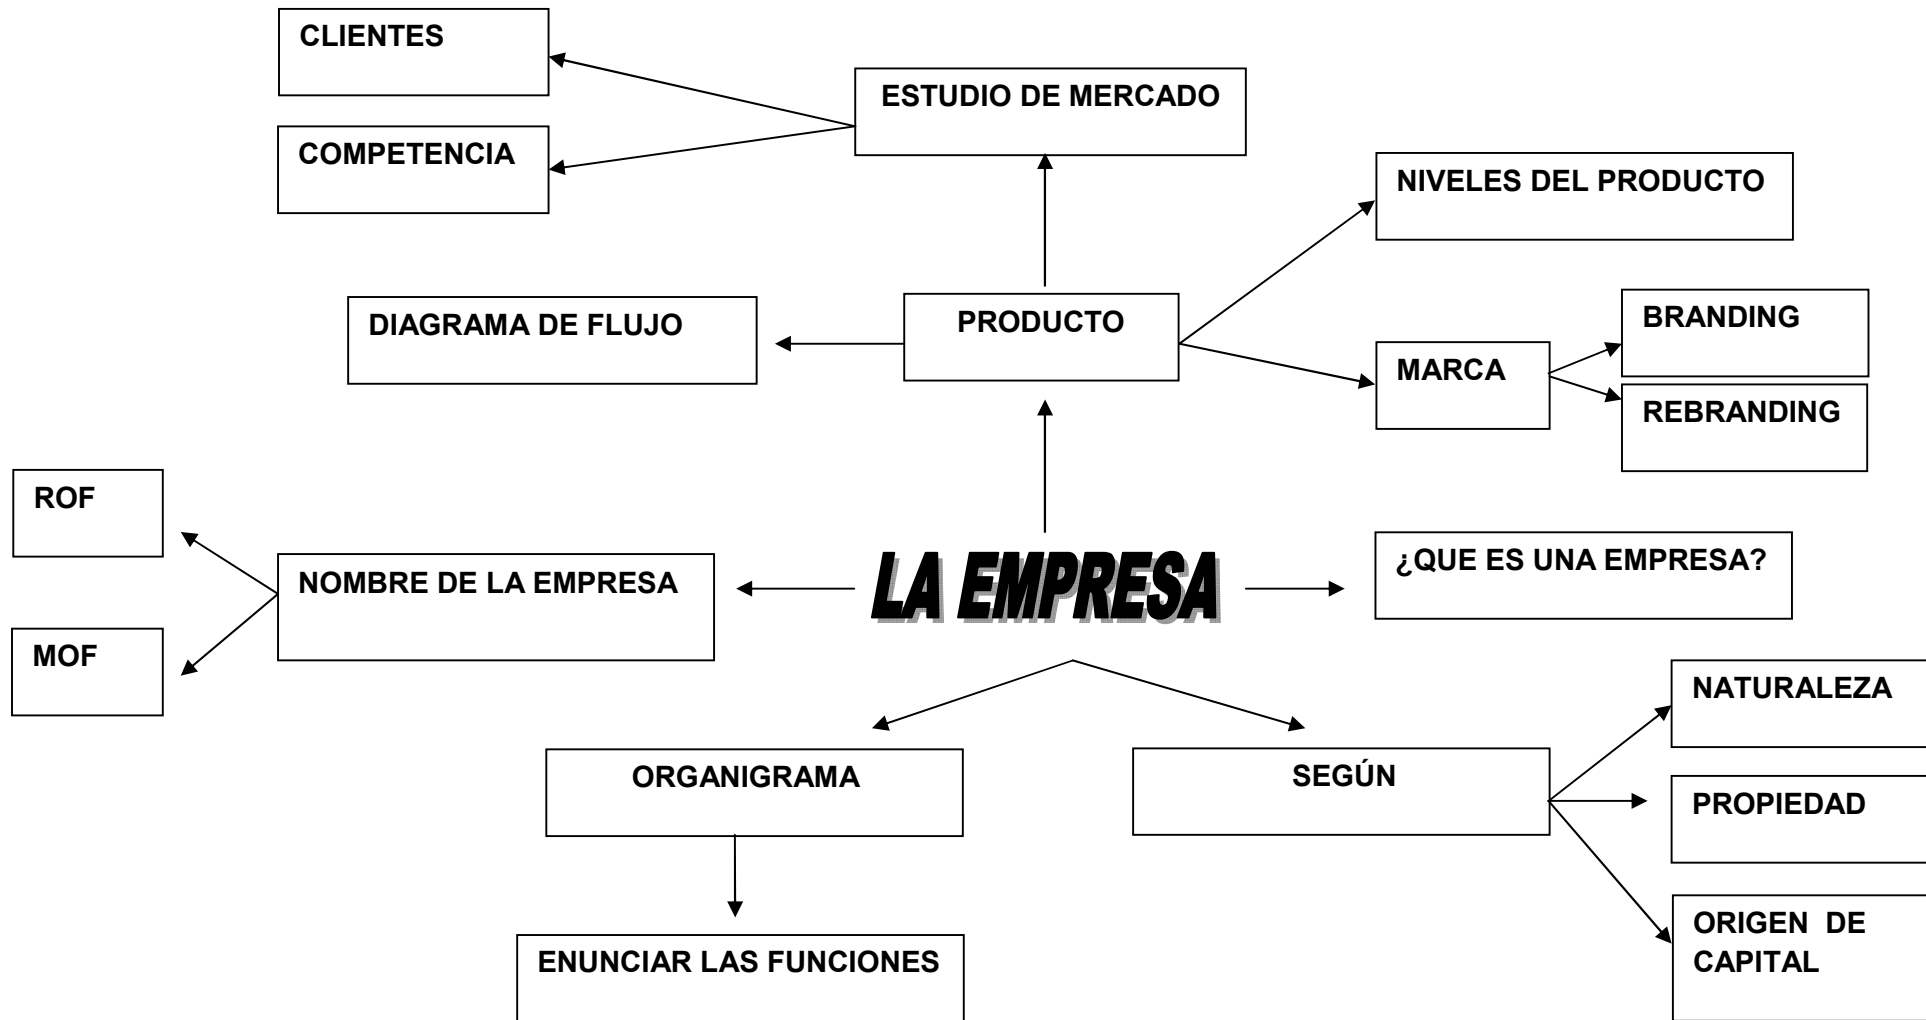 CLIENTES
ESTUDIO DE MERCADO
COMPETENCIA
NIVELES DEL PRODUCTO
DIAGRAMA DE FLUJO
PRODUCTO
BRANDING
MARCA
REBRANDING
ROF
NOMBRE DE LA EMPRESA
LA EMPRESA
¿QUE ES UNA EMPRESA?
MOF
NATURALEZA
ORGANIGRAMA
SEGÚN
PROPIEDAD
ENUNCIAR LAS FUNCIONES
ORIGEN DE
CAPITAL